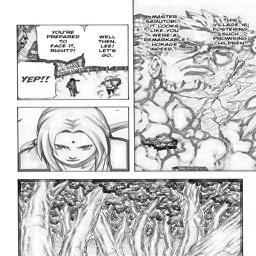 THIS
VILLAGE IS
FOSTERING
SUCH
PROMISING
CHILDREN.
MASTER
SARUTOBI...
IT LOOKS
LIKE YOU
WERE A
REMARKABLE
HOKAGE
INDEED...
WELL
THEN,
LEE!
LET'S
GO.
YOU'RE
PREPARED
TO
FACE IT,
RIGHT?!
YEP!!